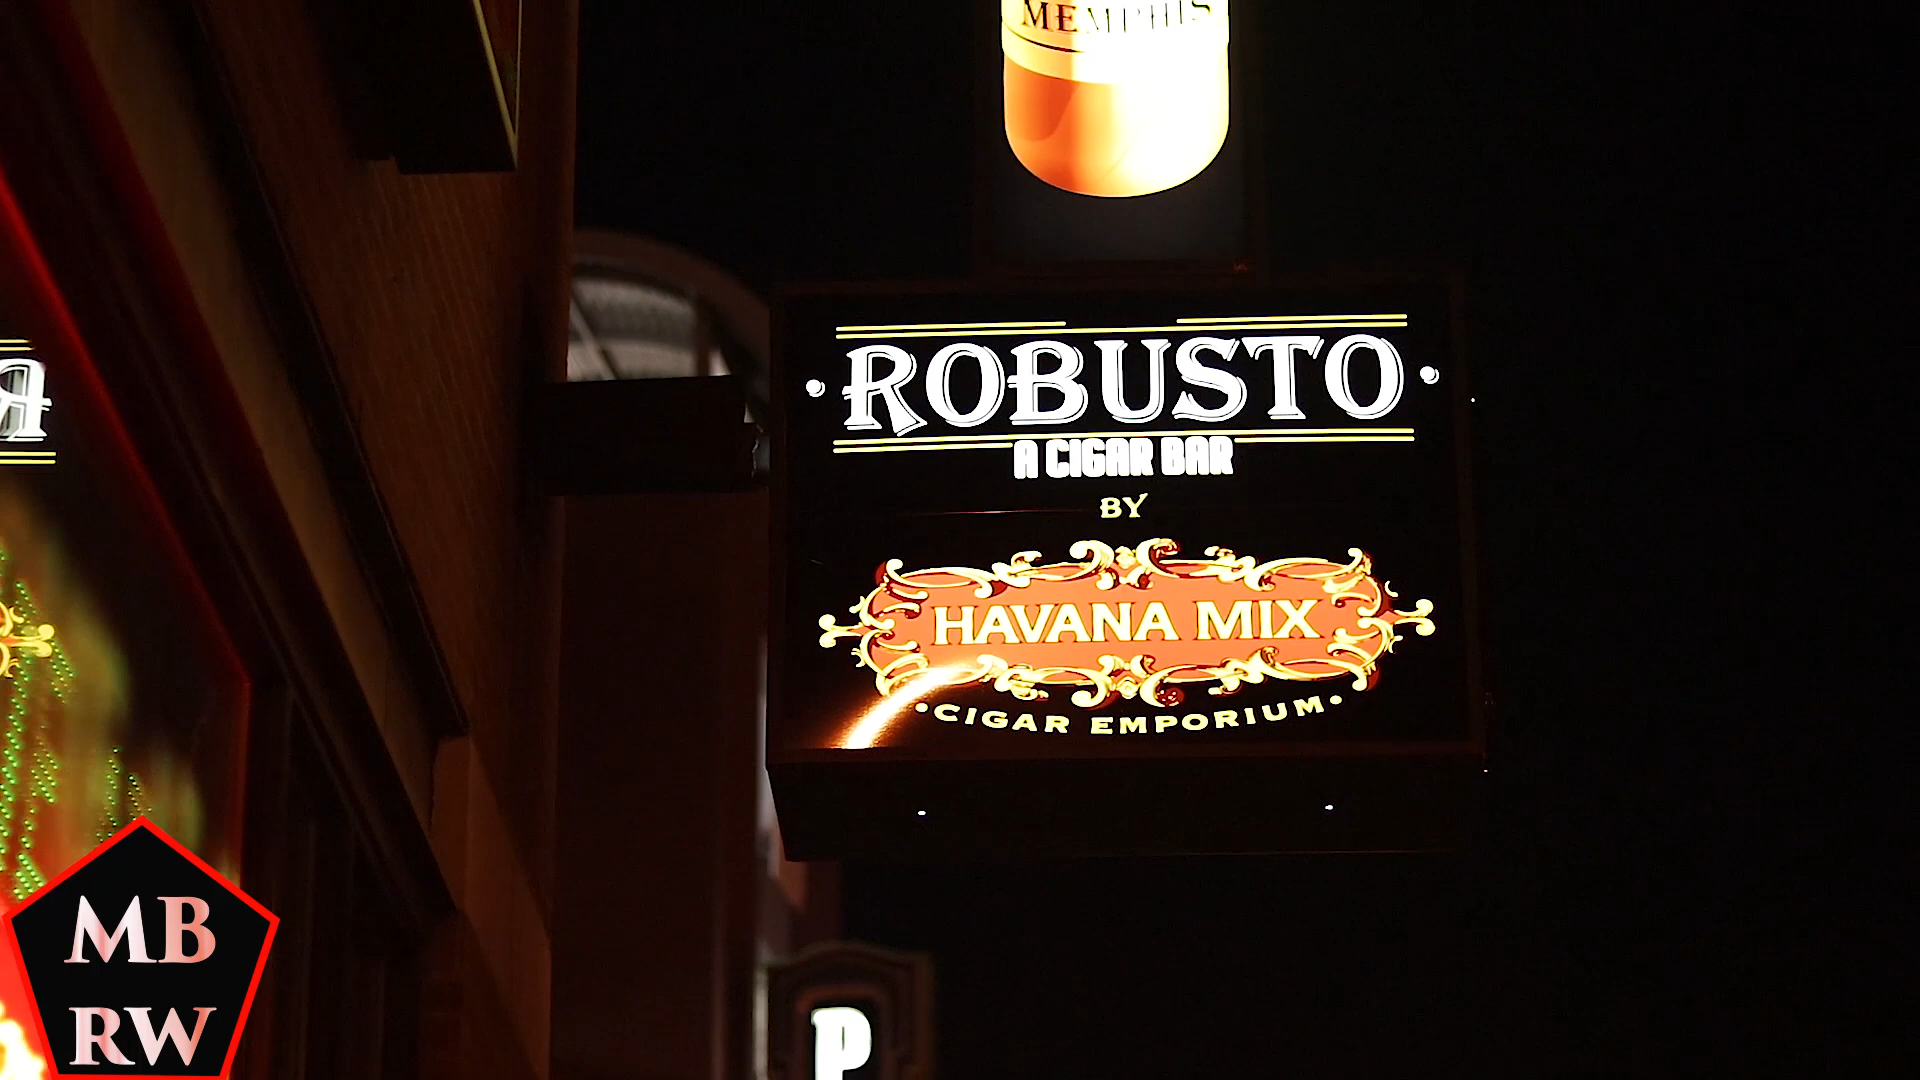 MEMPHIS
ROBUSTO
A CIGAR BAR
BY
HAVANA MIX
CIGAR EMPORIUM
P
MB
RW